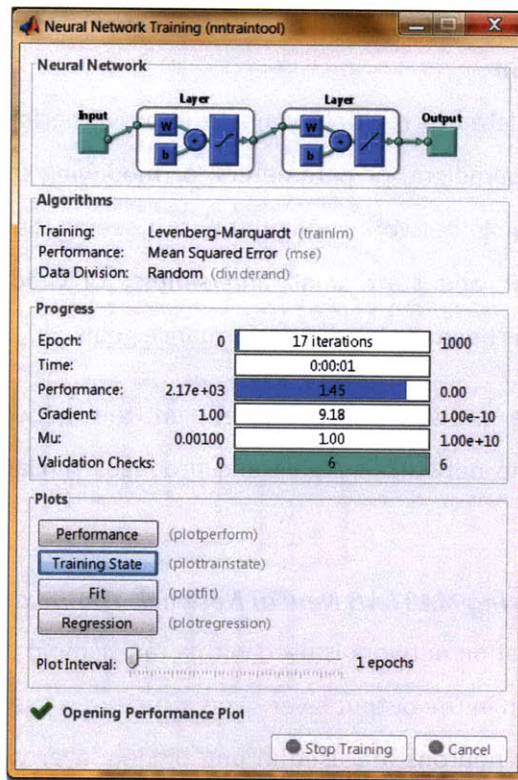 Neural Network Training (nntraintool)
Neural Network
Layer Layer
Input Output
W W
+ +
b b
Algorithms
Training: Levenberg-Marquardt (trainlm)
Performance: Mean Squared Error (mse)
Data Division: Random (dividerand)
Progress
Epoch: 0 17 iterations 1000
Time: 0:00:01
Performance: 2.17e+03 1.45 0.00
Gradient: 1.00 9.18 1.00e-10
Mu: 0.00100 1.00 1.00e+10
Validation Checks: 0 6 6
Plots
Performance (plotperform)
Training State (plottrainstate)
Fit (plotfit)
Regression (plotregression)
Plot Interval: 1 epochs
Opening Performance Plot
Stop Training Cancel